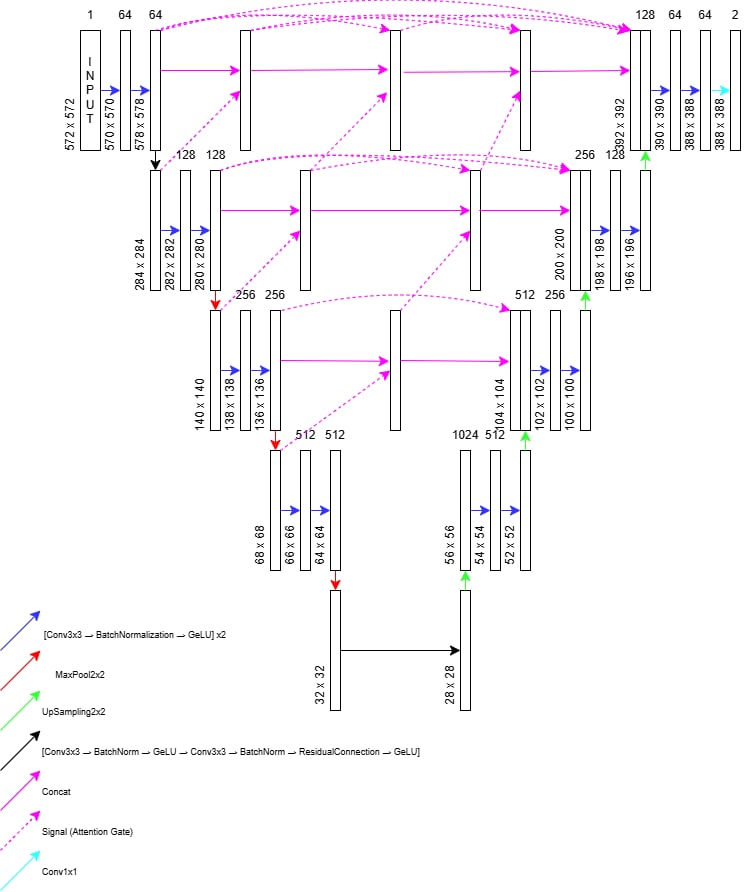 1 64 64 128 64 64 2
INPUT
572 x 572
570 x 570
578 x 578
392 x 392
390 x 390
388 x 388
388 x 388
128 128 256 128
284 x 284
282 x 282
280 x 280
200 x 200
198 x 198
196 x 196
256 256 512 256
140 x 140
138 x 138
136 x 136
104 x 104
102 x 102
100 x 100
512 512 1024 512
68 x 68
66 x 66
64 x 64
56 x 56
54 x 54
52 x 52
32 x 32
28 x 28
[Conv3x3 → BatchNormalization → GeLU] x2
MaxPool2x2
UpSampling2x2
[Conv3x3 → BatchNorm → GeLU → Conv3x3 → BatchNorm → ResidualConnection → GeLU]
Concat
Signal (Attention Gate)
Conv1x1